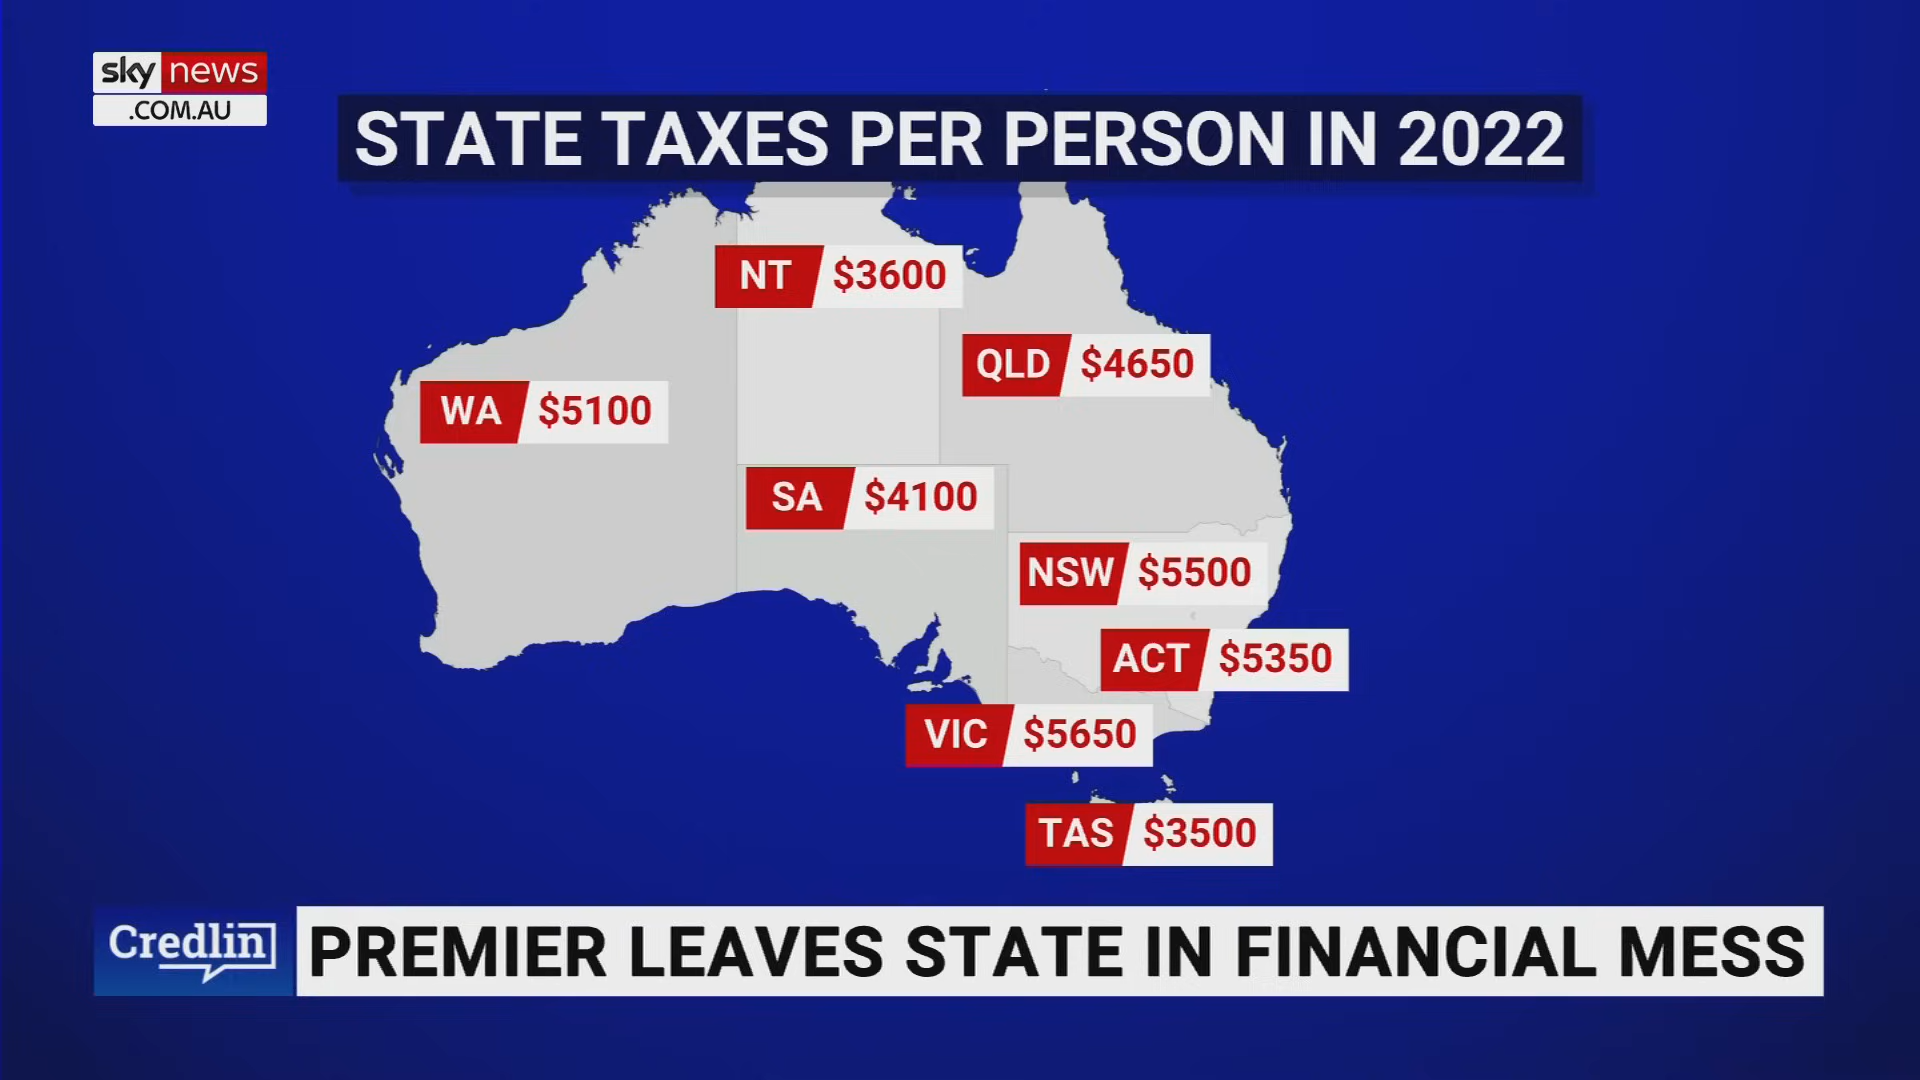 sky news
.COM.AU
STATE TAXES PER PERSON IN 2022
NT $3600
QLD $4650
WA $5100
SA $4100
NSW $5500
ACT $5350
VIC $5650
TAS $3500
Credlin
PREMIER LEAVES STATE IN FINANCIAL MESS